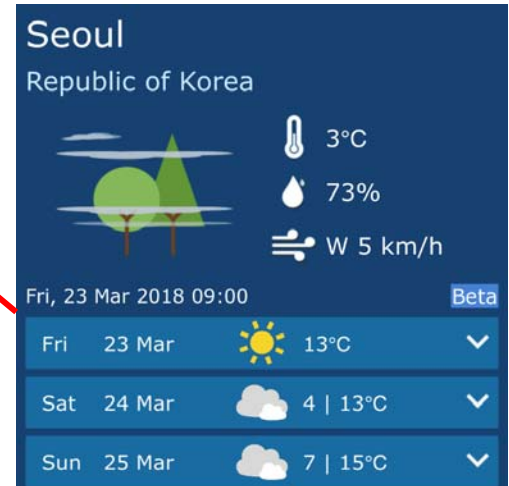 Seoul
Republic of Korea
3°C
73%
W 5 km/h
Fri, 23 Mar 2018 09:00 Beta
Fri 23 Mar 13°C
Sat 24 Mar 4 | 13°C
Sun 25 Mar 7 | 15°C